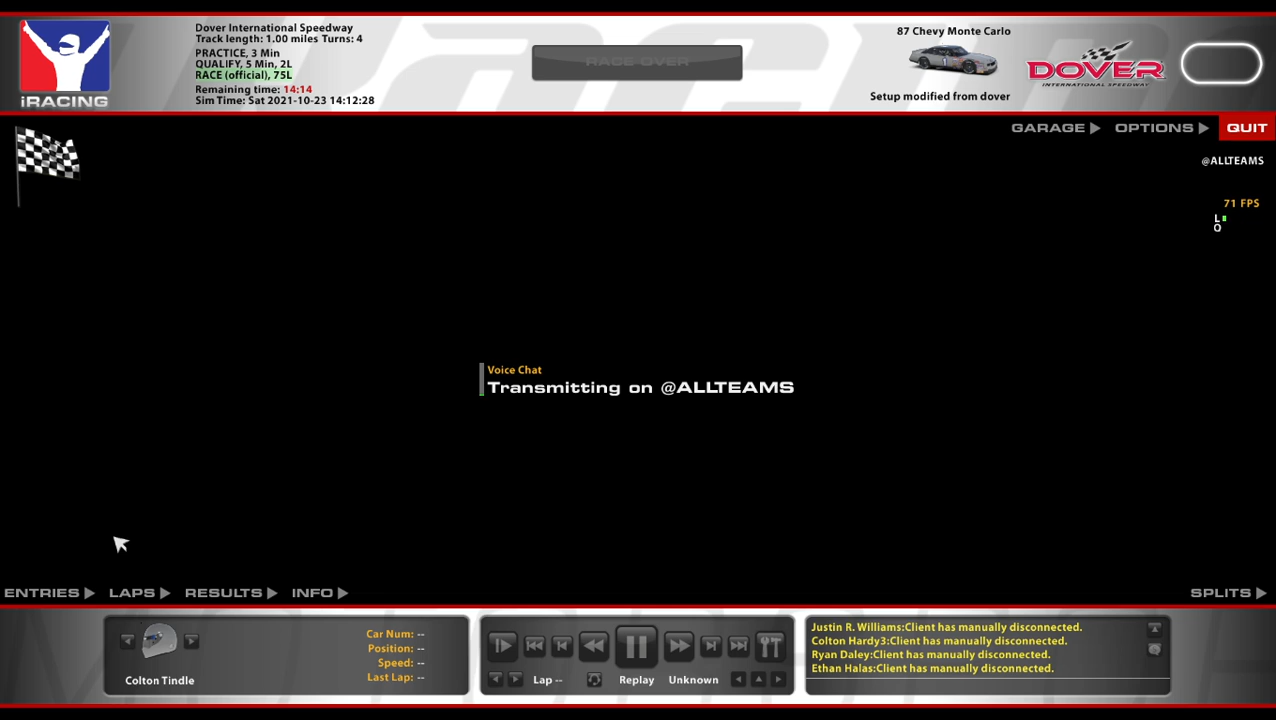 iRACING
Dover International Speedway
Track length: 1.00 miles Turns: 4
PRACTICE, 3 Min
QUALIFY, 5 Min, 2L
RACE (official), 75L
Remaining time: 14:14
Sim Time: Sat 2021-10-23 14:12:28
RACE OVER
87 Chevy Monte Carlo
Setup modified from dover
DOVER
INTERNATIONAL SPEEDWAY
GARAGE
OPTIONS
QUIT
@ALLTEAMS
71 FPS
L
Q
Voice Chat
Transmitting on @ALLTEAMS
ENTRIES
LAPS
RESULTS
INFO
SPLITS
Colton Tindle
Car Num: --
Position: --
Speed: --
Last Lap: --
Lap --
Replay
Unknown
Justin R. Williams:Client has manually disconnected.
Colton Hardy3:Client has manually disconnected.
Ryan Daley:Client has manually disconnected.
Ethan Halas:Client has manually disconnected.